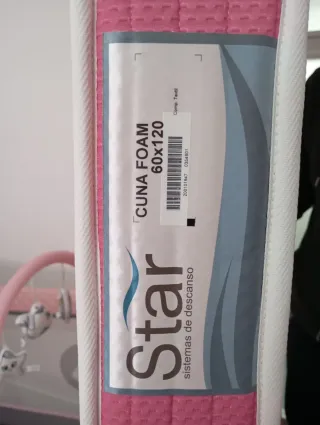 CUNA FOAM
60x120
Star
sistemas de descanso